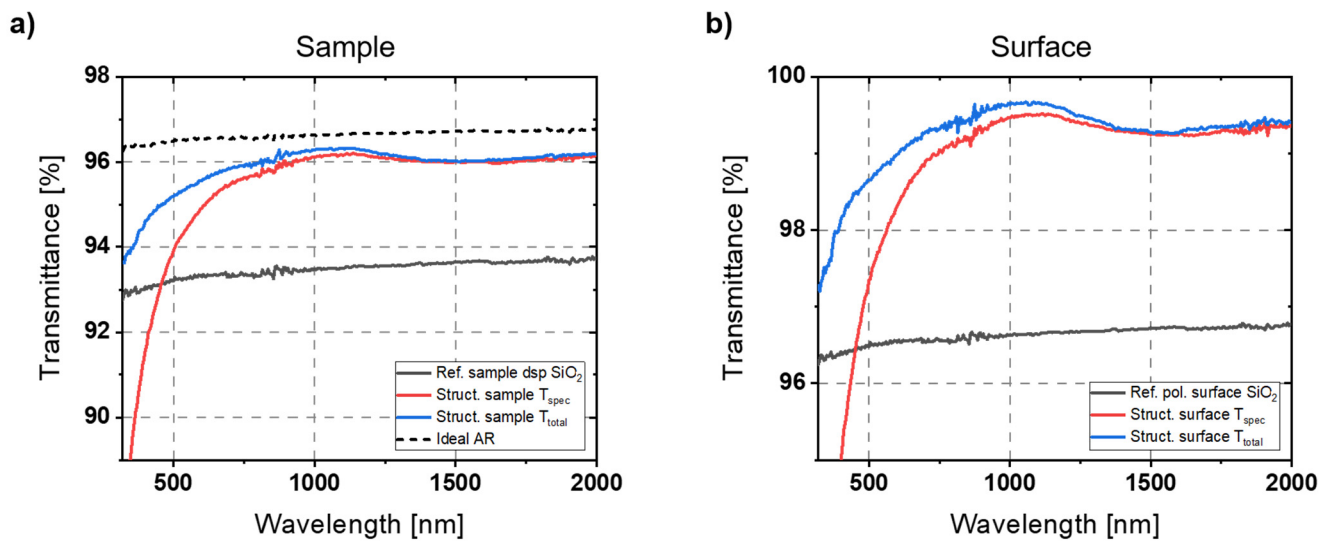 a)
Sample
98
96
94
92
90
Transmittance [%]
Ref. sample dsp SiO₂
Struct. sample Tspec
Struct. sample Ttotal
Ideal AR
500 1000 1500 2000
Wavelength [nm]
b)
Surface
100
98
96
Transmittance [%]
Ref. pol. surface SiO₂
Struct. surface Tspec
Struct. surface Ttotal
500 1000 1500 2000
Wavelength [nm]